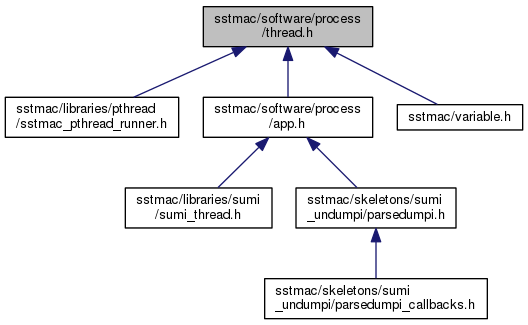 sstmac/software/process
/thread.h
sstmac/libraries/pthread
/sstmac_pthread_runner.h
sstmac/software/process
/app.h
sstmac/variable.h
sstmac/libraries/sumi
/sumi_thread.h
sstmac/skeletons/sumi
_undumpi/parsedumpi.h
sstmac/skeletons/sumi
_undumpi/parsedumpi_callbacks.h